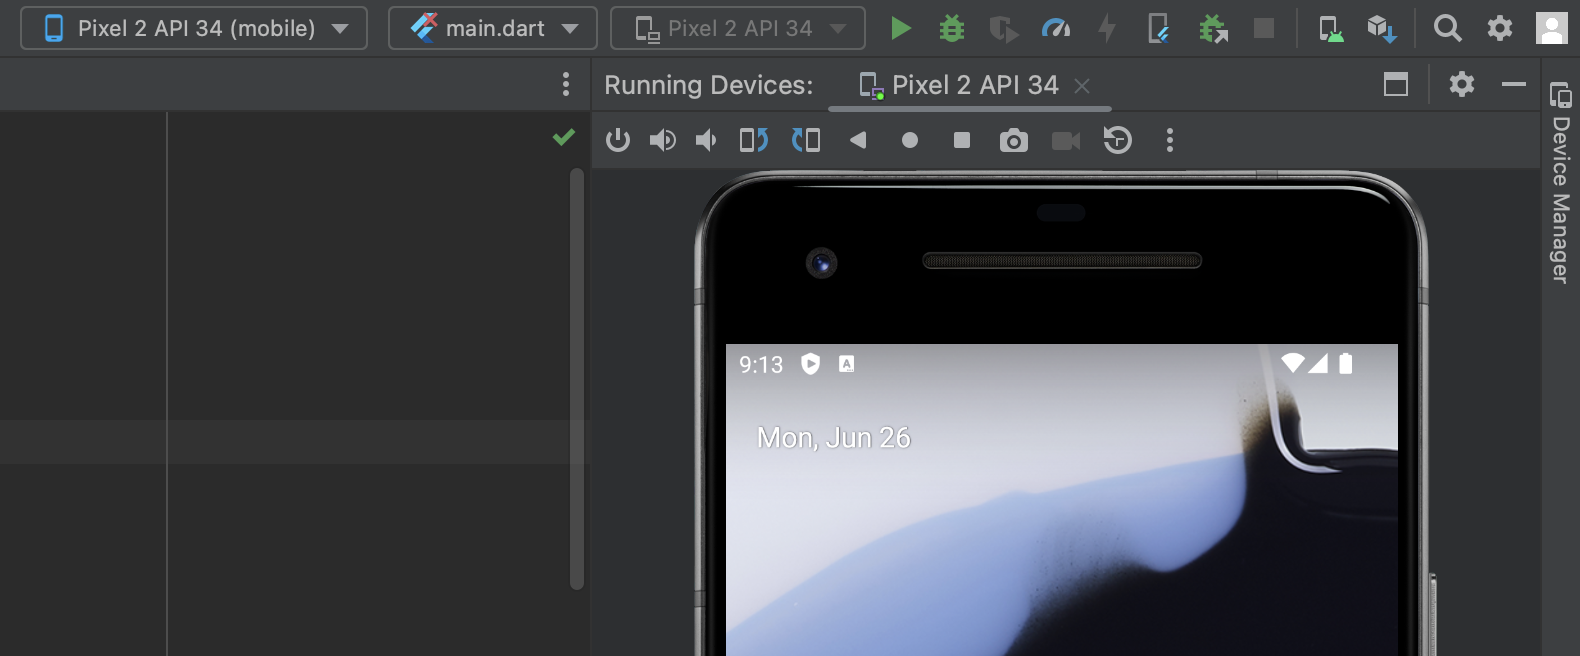 Pixel 2 API 34 (mobile)
main.dart
Pixel 2 API 34
Running Devices:
Pixel 2 API 34
Device Manager
9:13
A
Mon, Jun 26